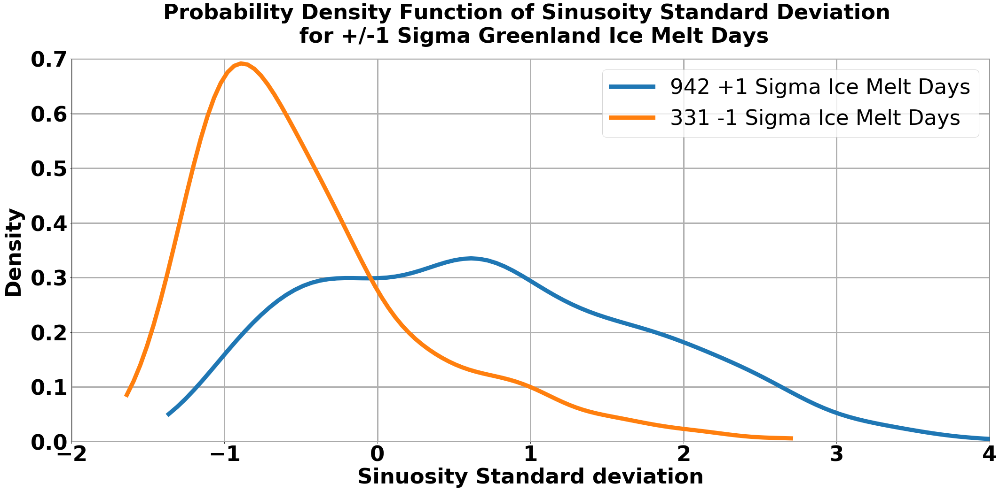 Probability Density Function of Sinusoity Standard Deviation
for +/-1 Sigma Greenland Ice Melt Days
0.7
0.6
0.5
0.4
0.3
0.2
0.1
0.0
Density
942 +1 Sigma Ice Melt Days
331 -1 Sigma Ice Melt Days
−2 −1 0 1 2 3 4
Sinuosity Standard deviation